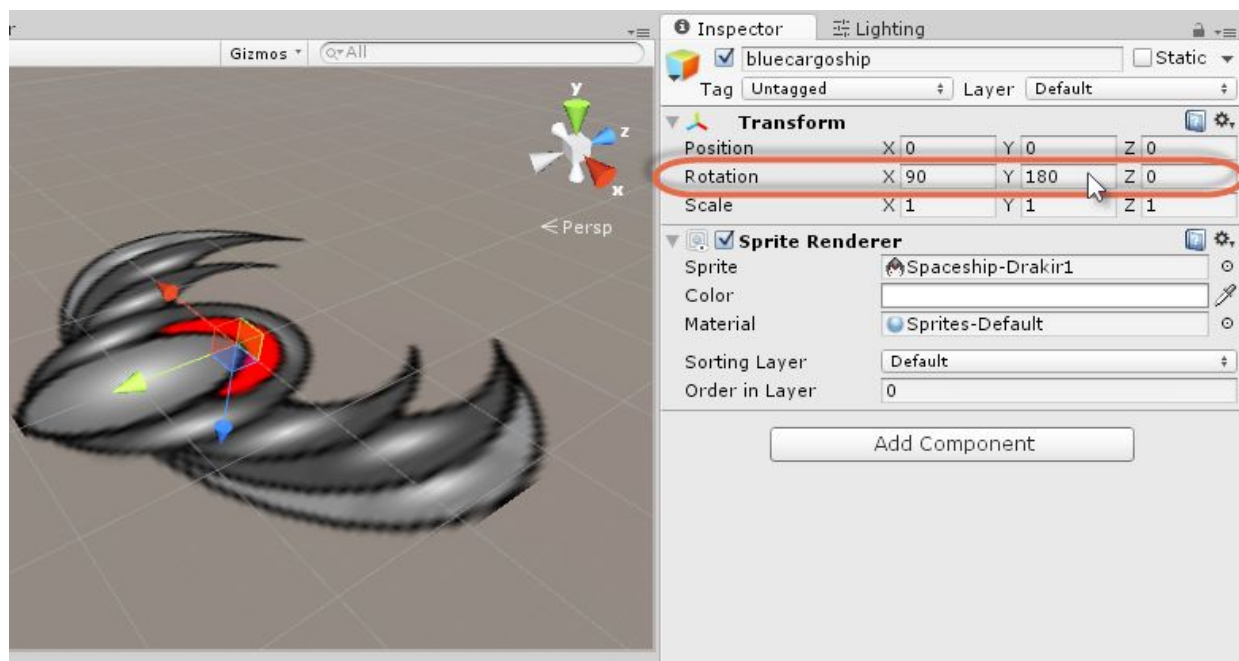 Inspector Lighting
Gizmos All
bluecargoship Static
Tag Untagged Layer Default
y
z
x
Persp
Transform
Position X 0 Y 0 Z 0
Rotation X 90 Y 180 Z 0
Scale X 1 Y 1 Z 1
Sprite Renderer
Sprite Spaceship-Drakir1
Color
Material Sprites-Default
Sorting Layer Default
Order in Layer 0
Add Component